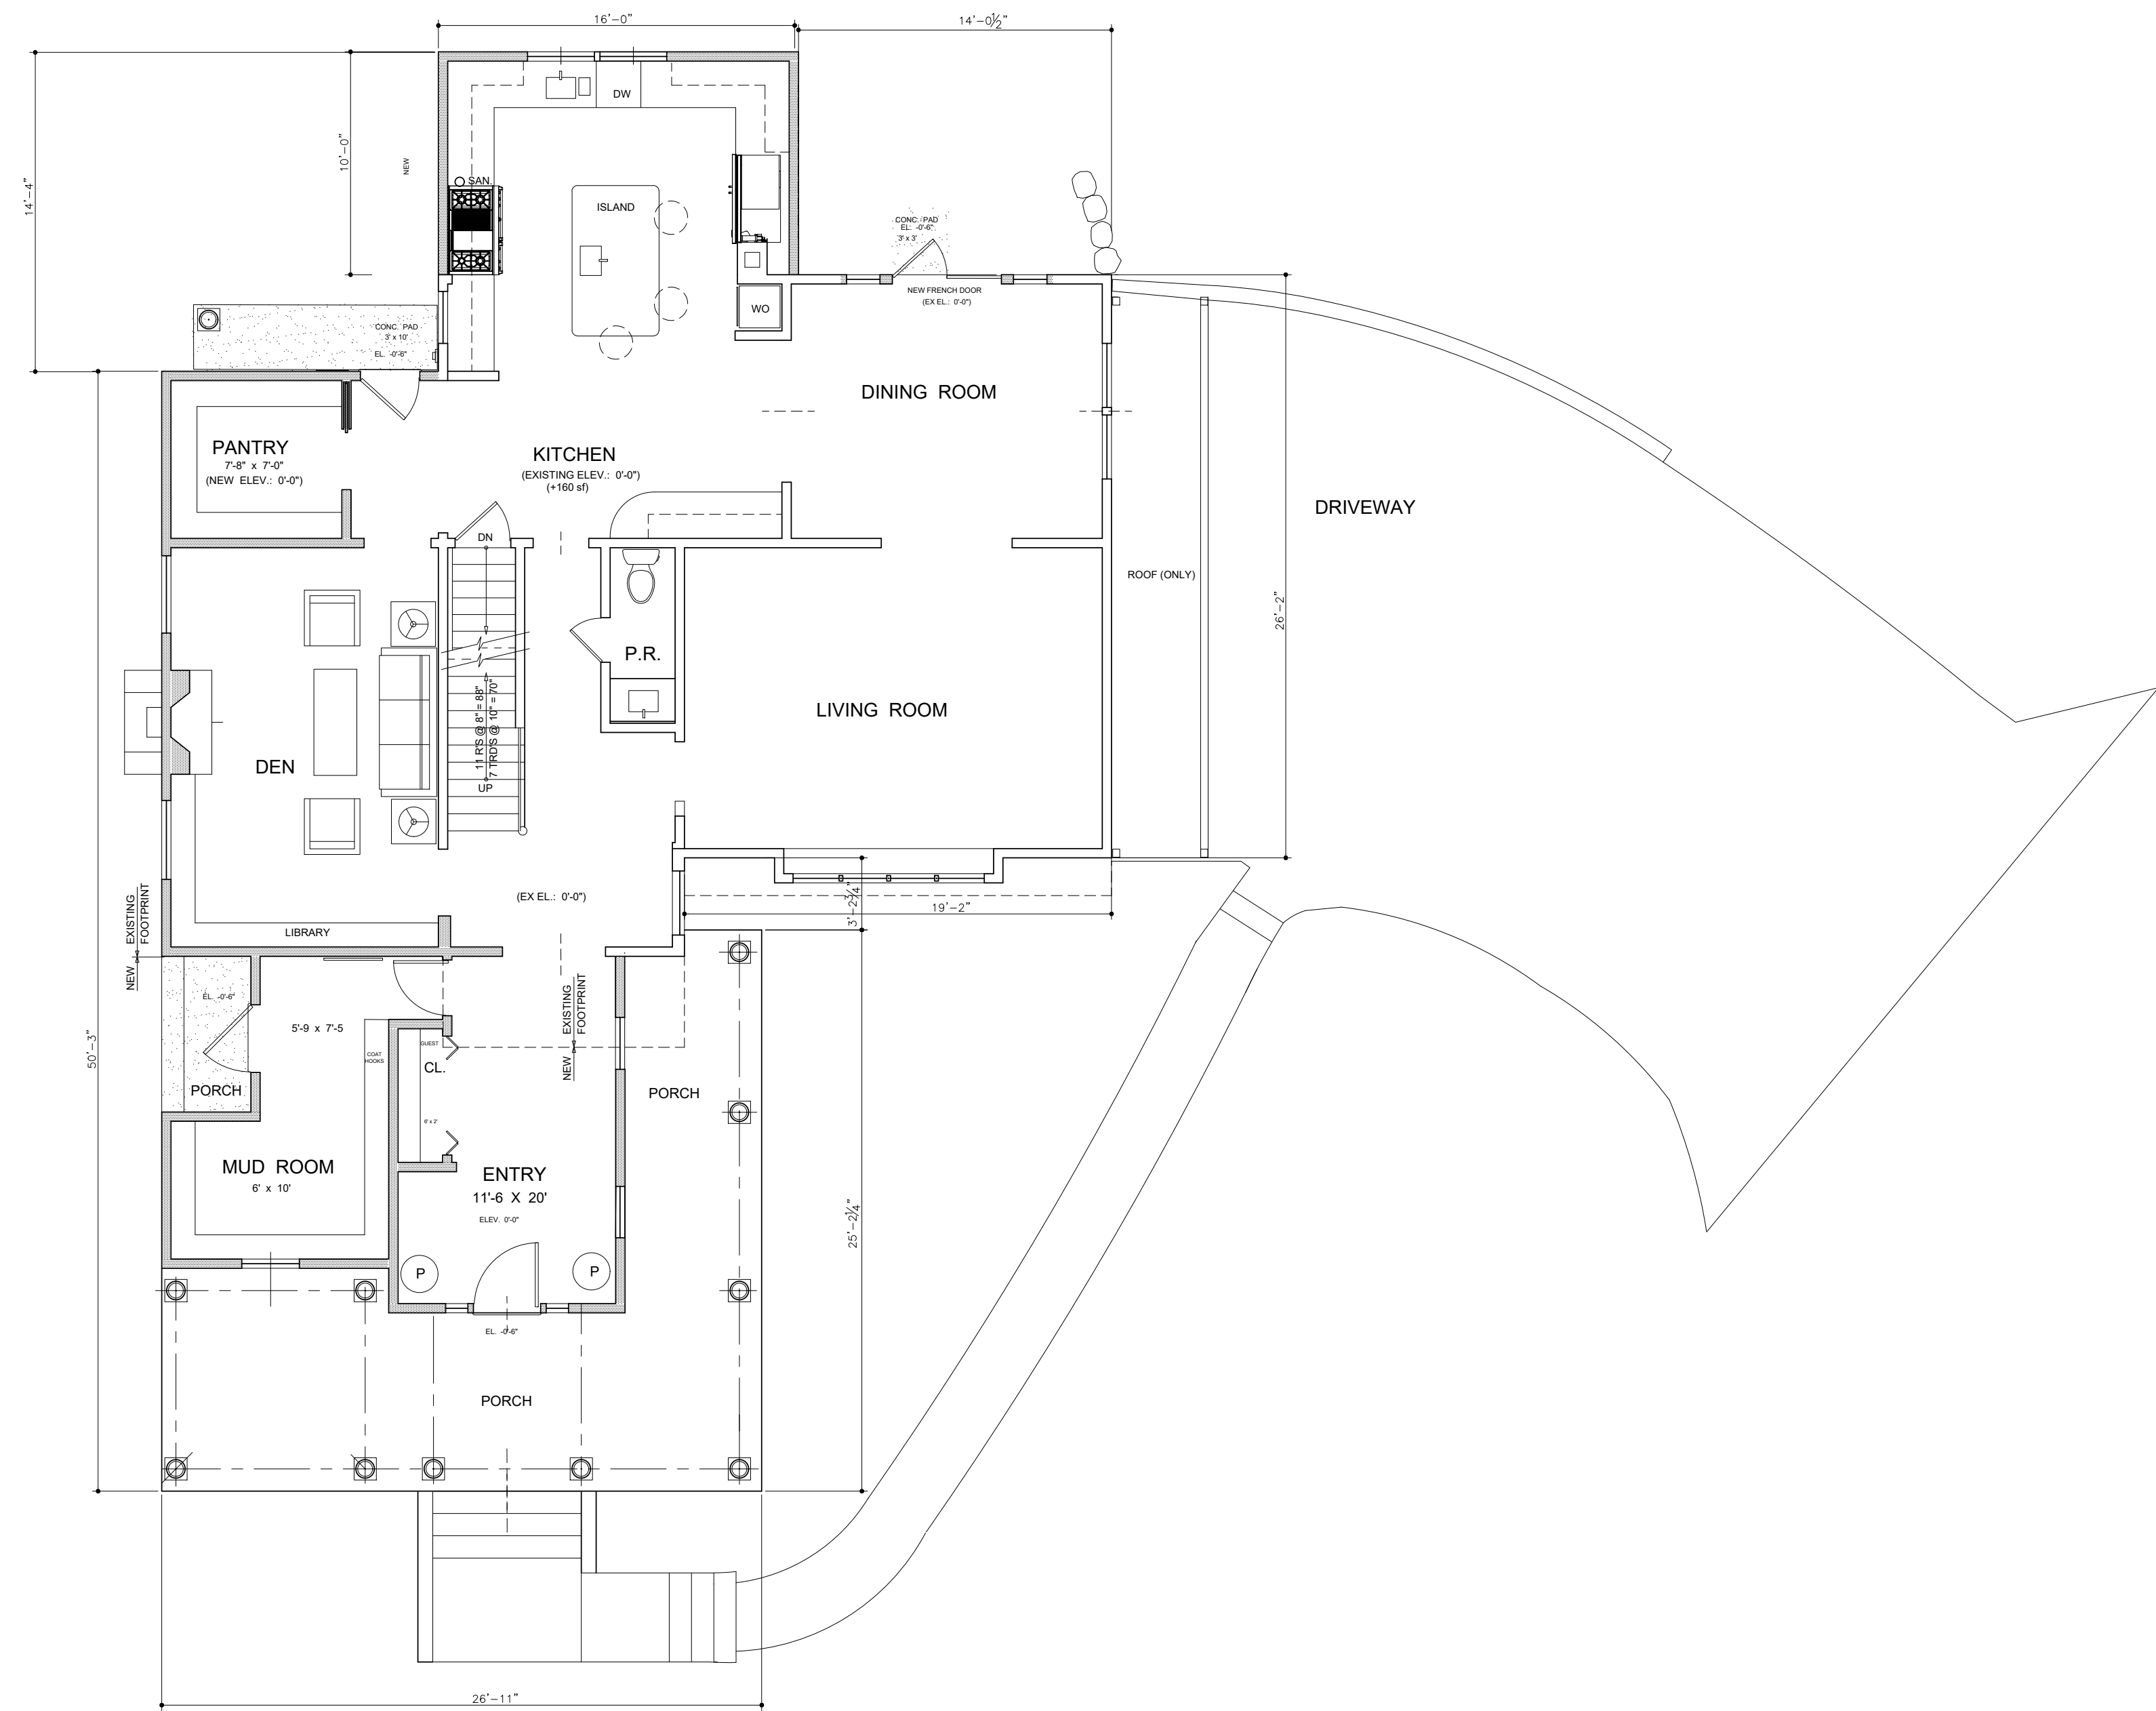 16'-0"
14'-0½"
14'-4"
10'-0"
NEW
DW
SAN.
ISLAND
CONC. PAD
EL: -0'-6"
3' x 3'
NEW FRENCH DOOR
(EX EL.: 0'-0")
WO
CONC. PAD
3' x 10'
EL. -0'-6"
DINING ROOM
PANTRY
7'-8" x 7'-0"
(NEW ELEV.: 0'-0")
KITCHEN
(EXISTING ELEV.: 0'-0")
(+160 sf)
DRIVEWAY
DN
ROOF (ONLY)
26'-2"
P.R.
11 R'S @ 8" = 88"
7 TRD'S @ 10" = 70"
UP
LIVING ROOM
DEN
(EX EL.: 0'-0")
3'-2¾"
19'-2"
LIBRARY
EXISTING
FOOTPRINT
NEW
EL. -0'-6"
5'-9 x 7'-5
COAT
HOOKS
GUEST
CL.
6' x 2'
EXISTING
FOOTPRINT
NEW
50'-3"
PORCH
PORCH
MUD ROOM
6' x 10'
ENTRY
11'-6 X 20'
ELEV. 0'-0"
25'-2¼"
P
P
EL. -0'-6"
PORCH
26'-11"